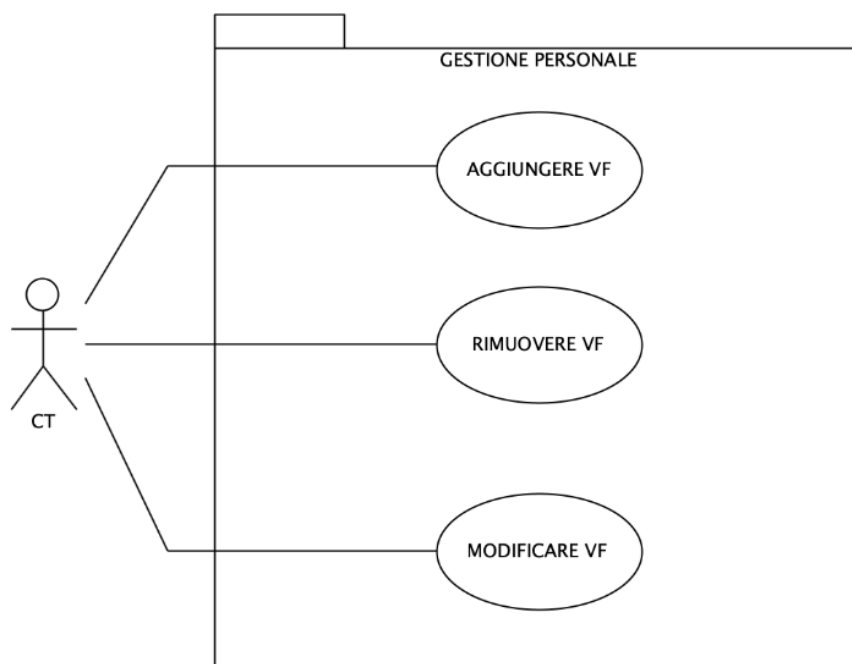 GESTIONE PERSONALE
AGGIUNGERE VF
RIMUOVERE VF
CT
MODIFICARE VF